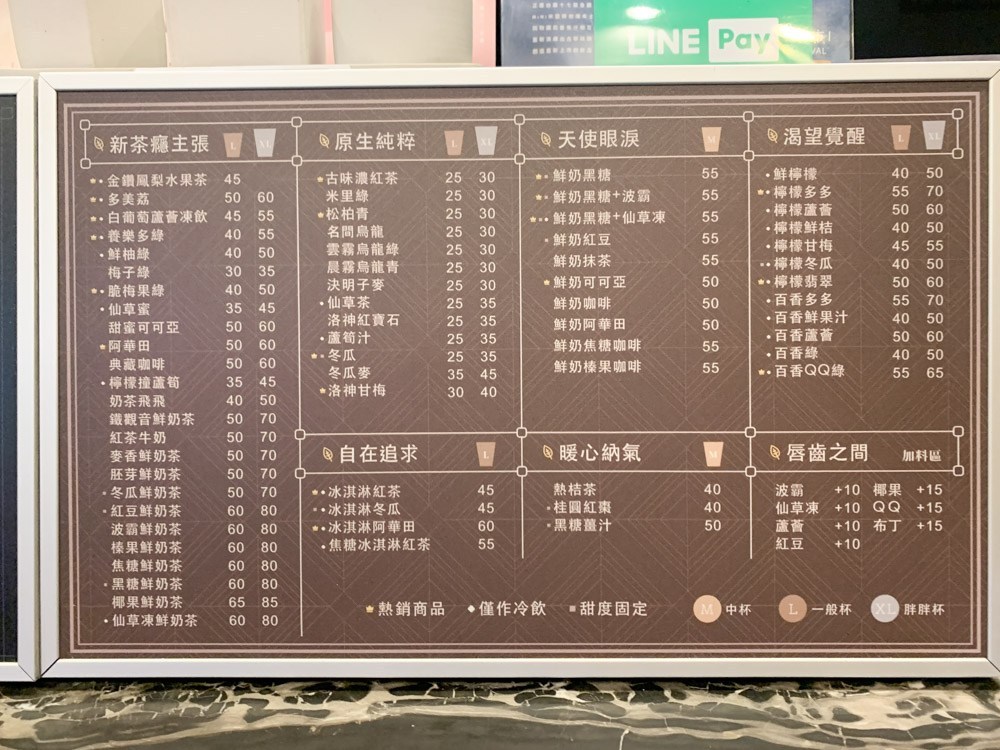 LINE Pay
新茶癮主張 L XL
金鑽鳳梨水果茶 45
多美荔 50 60
白葡萄蘆薈凍飲 45 55
養樂多綠 40 55
鮮柚綠 40 50
梅子綠 30 35
脆梅果綠 40 50
仙草蜜 35 45
甜蜜可可亞 50 60
阿華田 50 60
典藏咖啡 50 60
檸檬撞蘆筍 35 45
奶茶飛飛 40 50
鐵觀音鮮奶茶 50 70
紅茶牛奶 50 70
麥香鮮奶茶 50 70
胚芽鮮奶茶 50 70
冬瓜鮮奶茶 50 70
紅豆鮮奶茶 60 80
波霸鮮奶茶 60 80
榛果鮮奶茶 60 80
焦糖鮮奶茶 60 80
黑糖鮮奶茶 60 80
椰果鮮奶茶 65 85
仙草凍鮮奶茶 60 80
原生純粹 L XL
古味濃紅茶 25 30
米里綠 25 30
松柏青 25 30
名間烏龍 25 30
雲霧烏龍綠 25 30
晨霧烏龍青 25 30
決明子麥 25 30
仙草茶 25 35
洛神紅寶石 25 35
蘆筍汁 25 35
冬瓜 25 35
冬瓜麥 35 45
洛神甘梅 30 40
天使眼淚 M
鮮奶黑糖 55
鮮奶黑糖+波霸 55
鮮奶黑糖+仙草凍 55
鮮奶紅豆 55
鮮奶抹茶 55
鮮奶可可亞 50
鮮奶咖啡 50
鮮奶阿華田 50
鮮奶焦糖咖啡 55
鮮奶榛果咖啡 55
渴望覺醒 L XL
鮮檸檬 40 50
檸檬多多 55 70
檸檬蘆薈 50 60
檸檬鮮桔 40 50
檸檬甘梅 45 55
檸檬冬瓜 40 50
檸檬翡翠 50 60
百香多多 55 70
百香鮮果汁 40 50
百香蘆薈 50 60
百香綠 40 50
百香QQ綠 55 65
自在追求 L
冰淇淋紅茶 45
冰淇淋冬瓜 45
冰淇淋阿華田 60
焦糖冰淇淋紅茶 55
暖心納氣 M
熱桔茶 40
桂圓紅棗 40
黑糖薑汁 50
唇齒之間 加料區
波霸 +10 椰果 +15
仙草凍 +10 QQ +15
蘆薈 +10 布丁 +15
紅豆 +10
熱銷商品 ◆僅作冷飲 ■甜度固定 M 中杯 L 一般杯 XL 胖胖杯